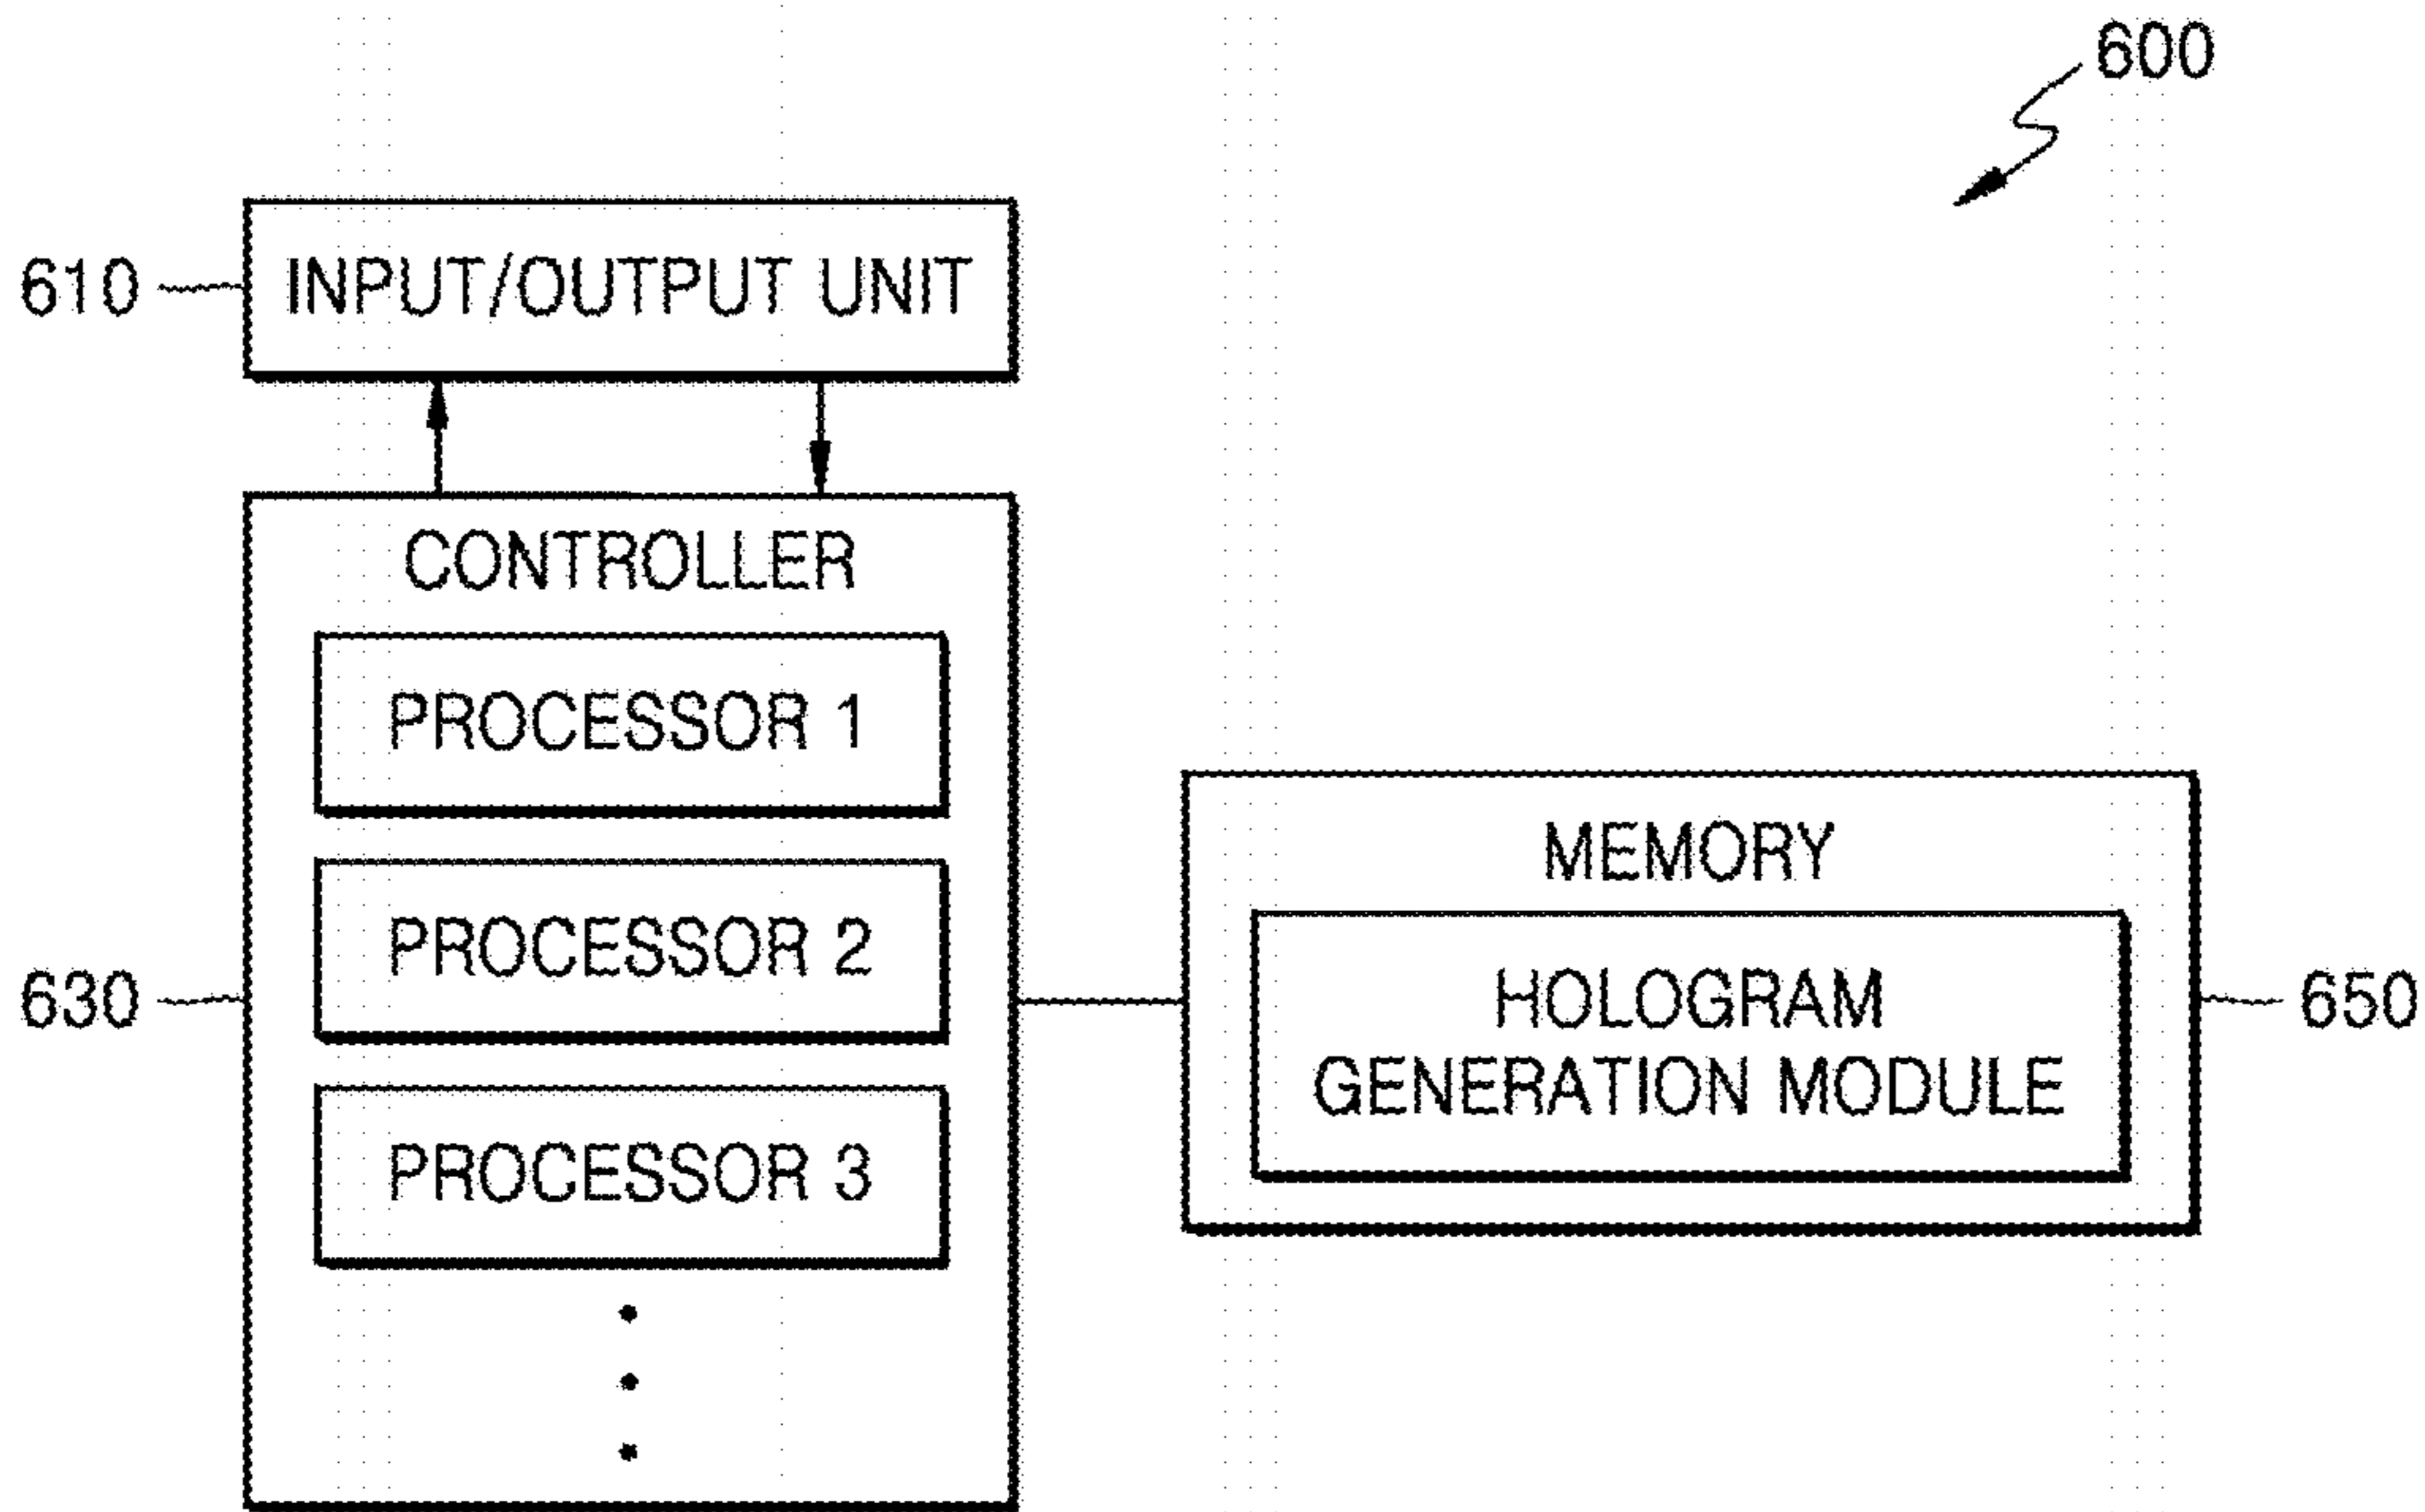 600
610
INPUT/OUTPUT UNIT
CONTROLLER
PROCESSOR 1
PROCESSOR 2
PROCESSOR 3
630
MEMORY
HOLOGRAM
GENERATION MODULE
650